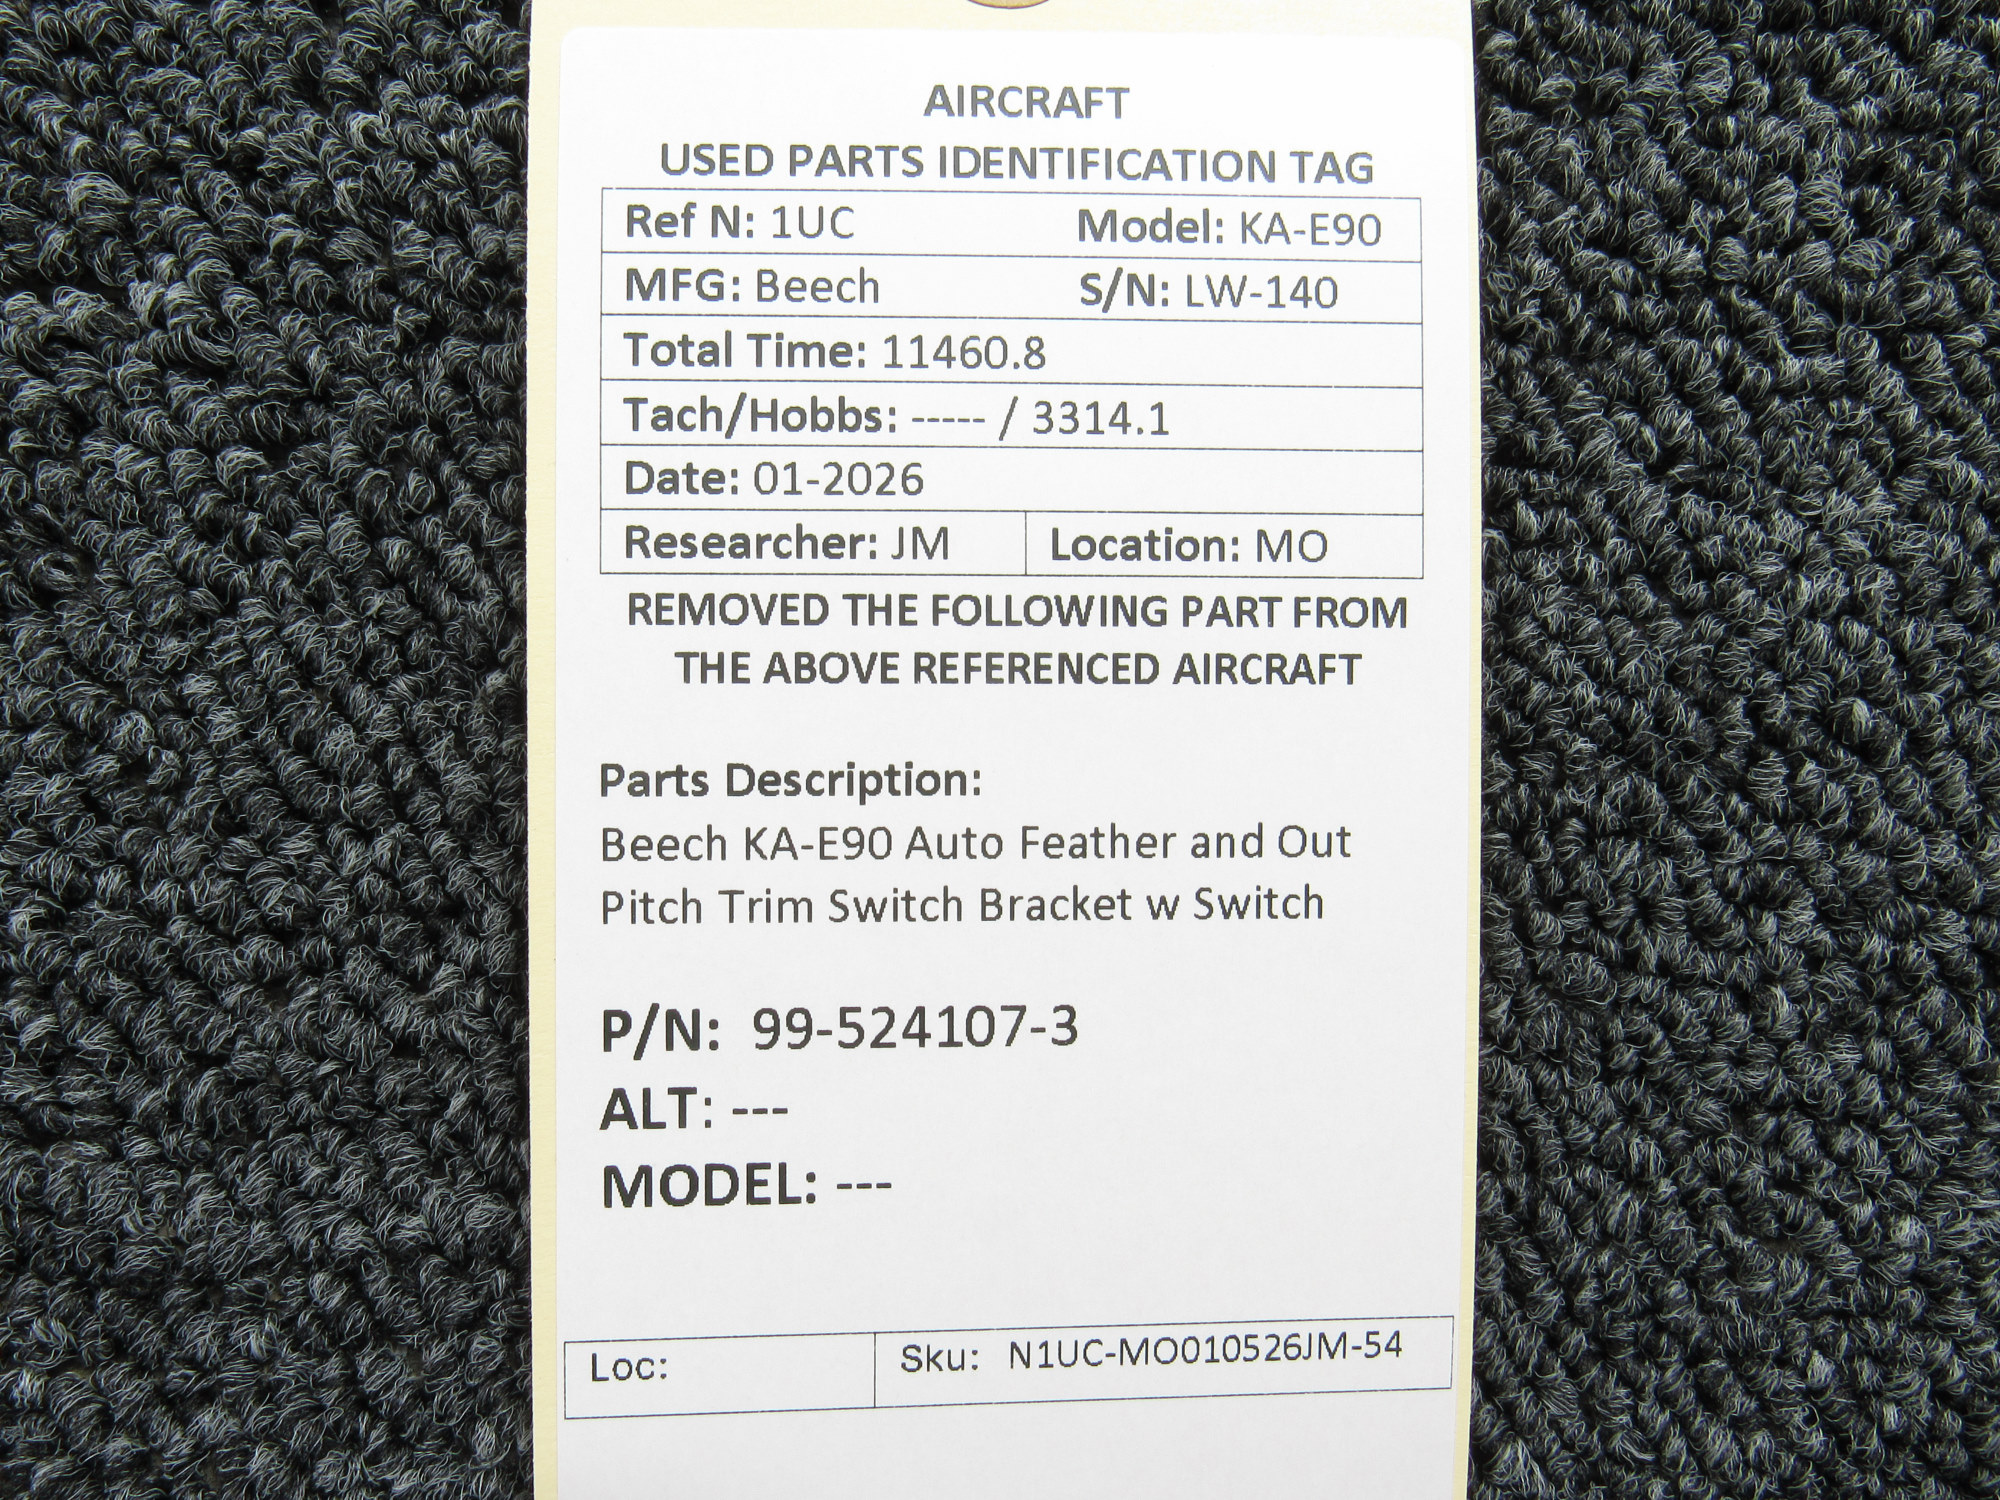 AIRCRAFT
USED PARTS IDENTIFICATION TAG
Ref N: 1UC Model: KA-E90
MFG: Beech S/N: LW-140
Total Time: 11460.8
Tach/Hobbs: ----- / 3314.1
Date: 01-2026
Researcher: JM Location: MO
REMOVED THE FOLLOWING PART FROM
THE ABOVE REFERENCED AIRCRAFT
Parts Description:
Beech KA-E90 Auto Feather and Out
Pitch Trim Switch Bracket w Switch
P/N: 99-524107-3
ALT: ---
MODEL: ---
Loc: Sku: N1UC-MO010526JM-54